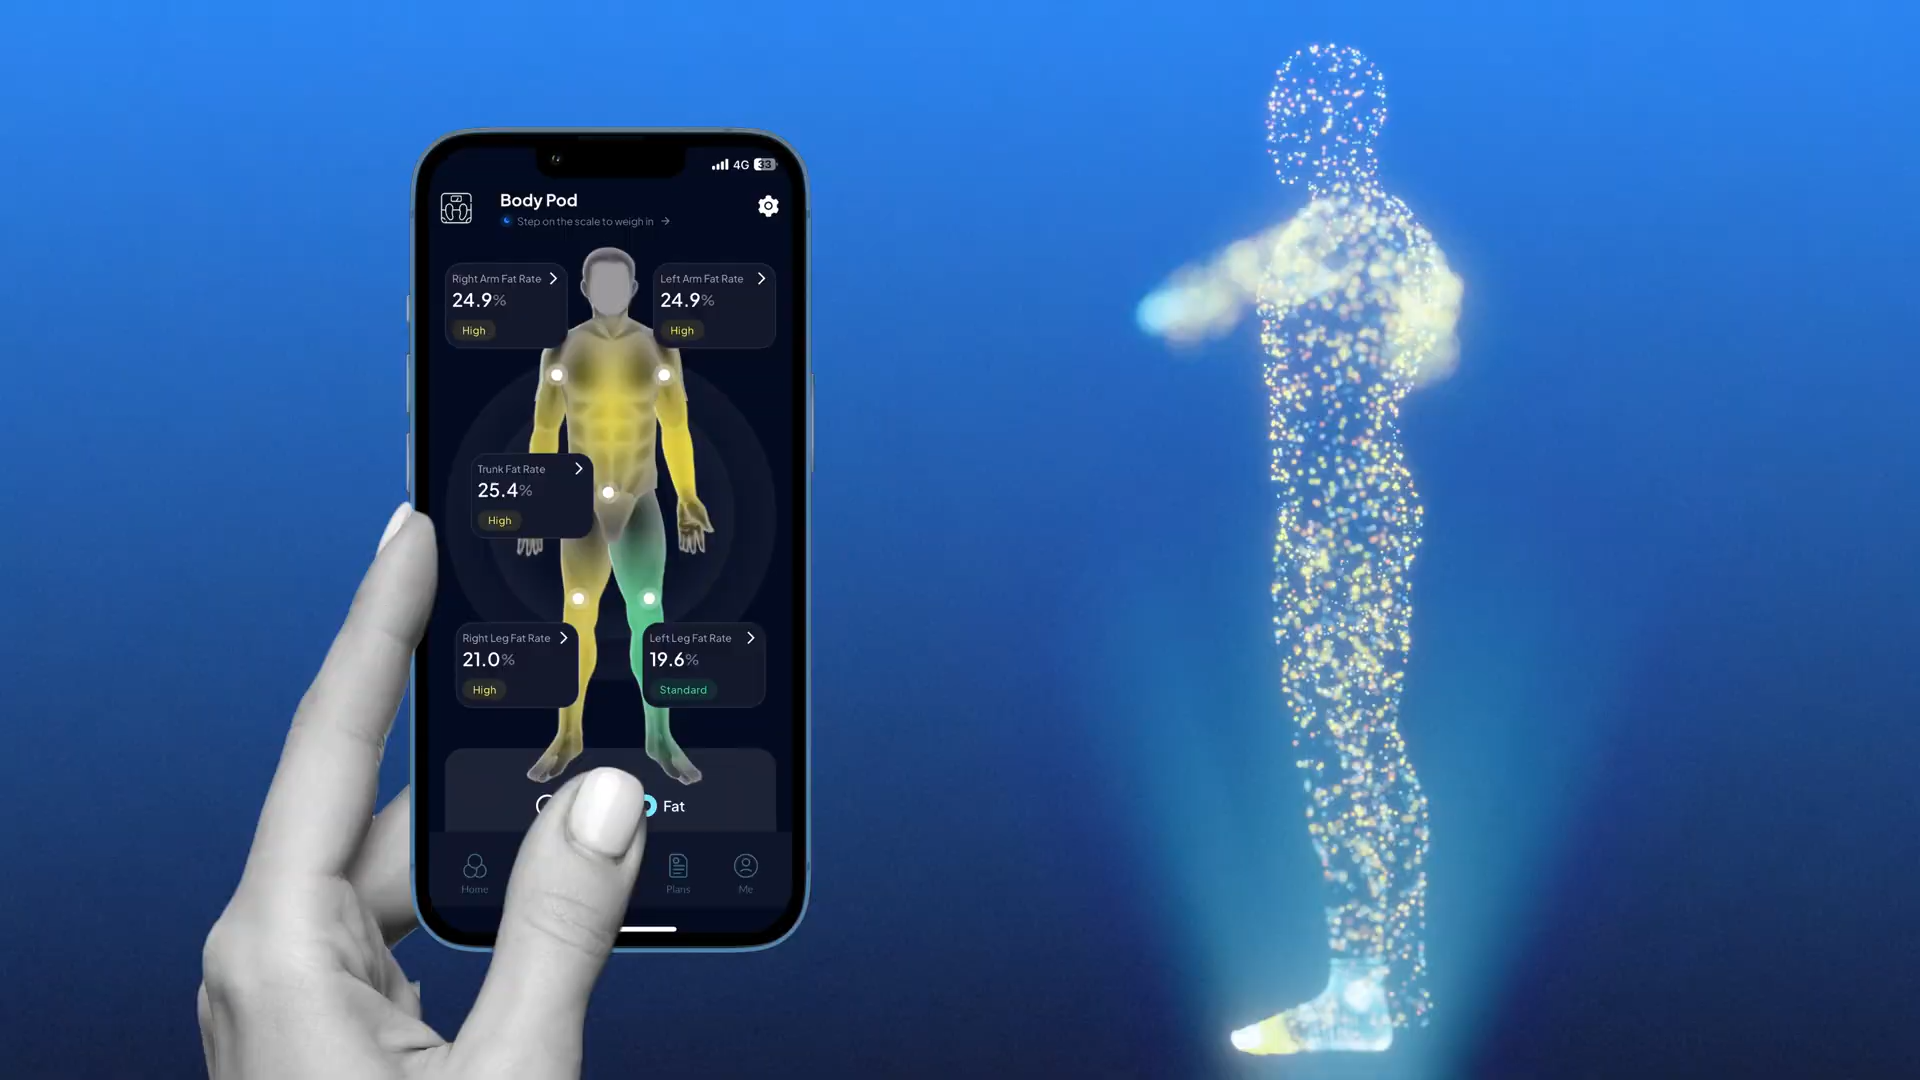 4G 33
Body Pod
Step on the scale to weigh in
Right Arm Fat Rate
24.9%
High
Left Arm Fat Rate
24.9%
High
Trunk Fat Rate
25.4%
High
Right Leg Fat Rate
21.0%
High
Left Leg Fat Rate
19.6%
Standard
Fat
Home
Plans
Me